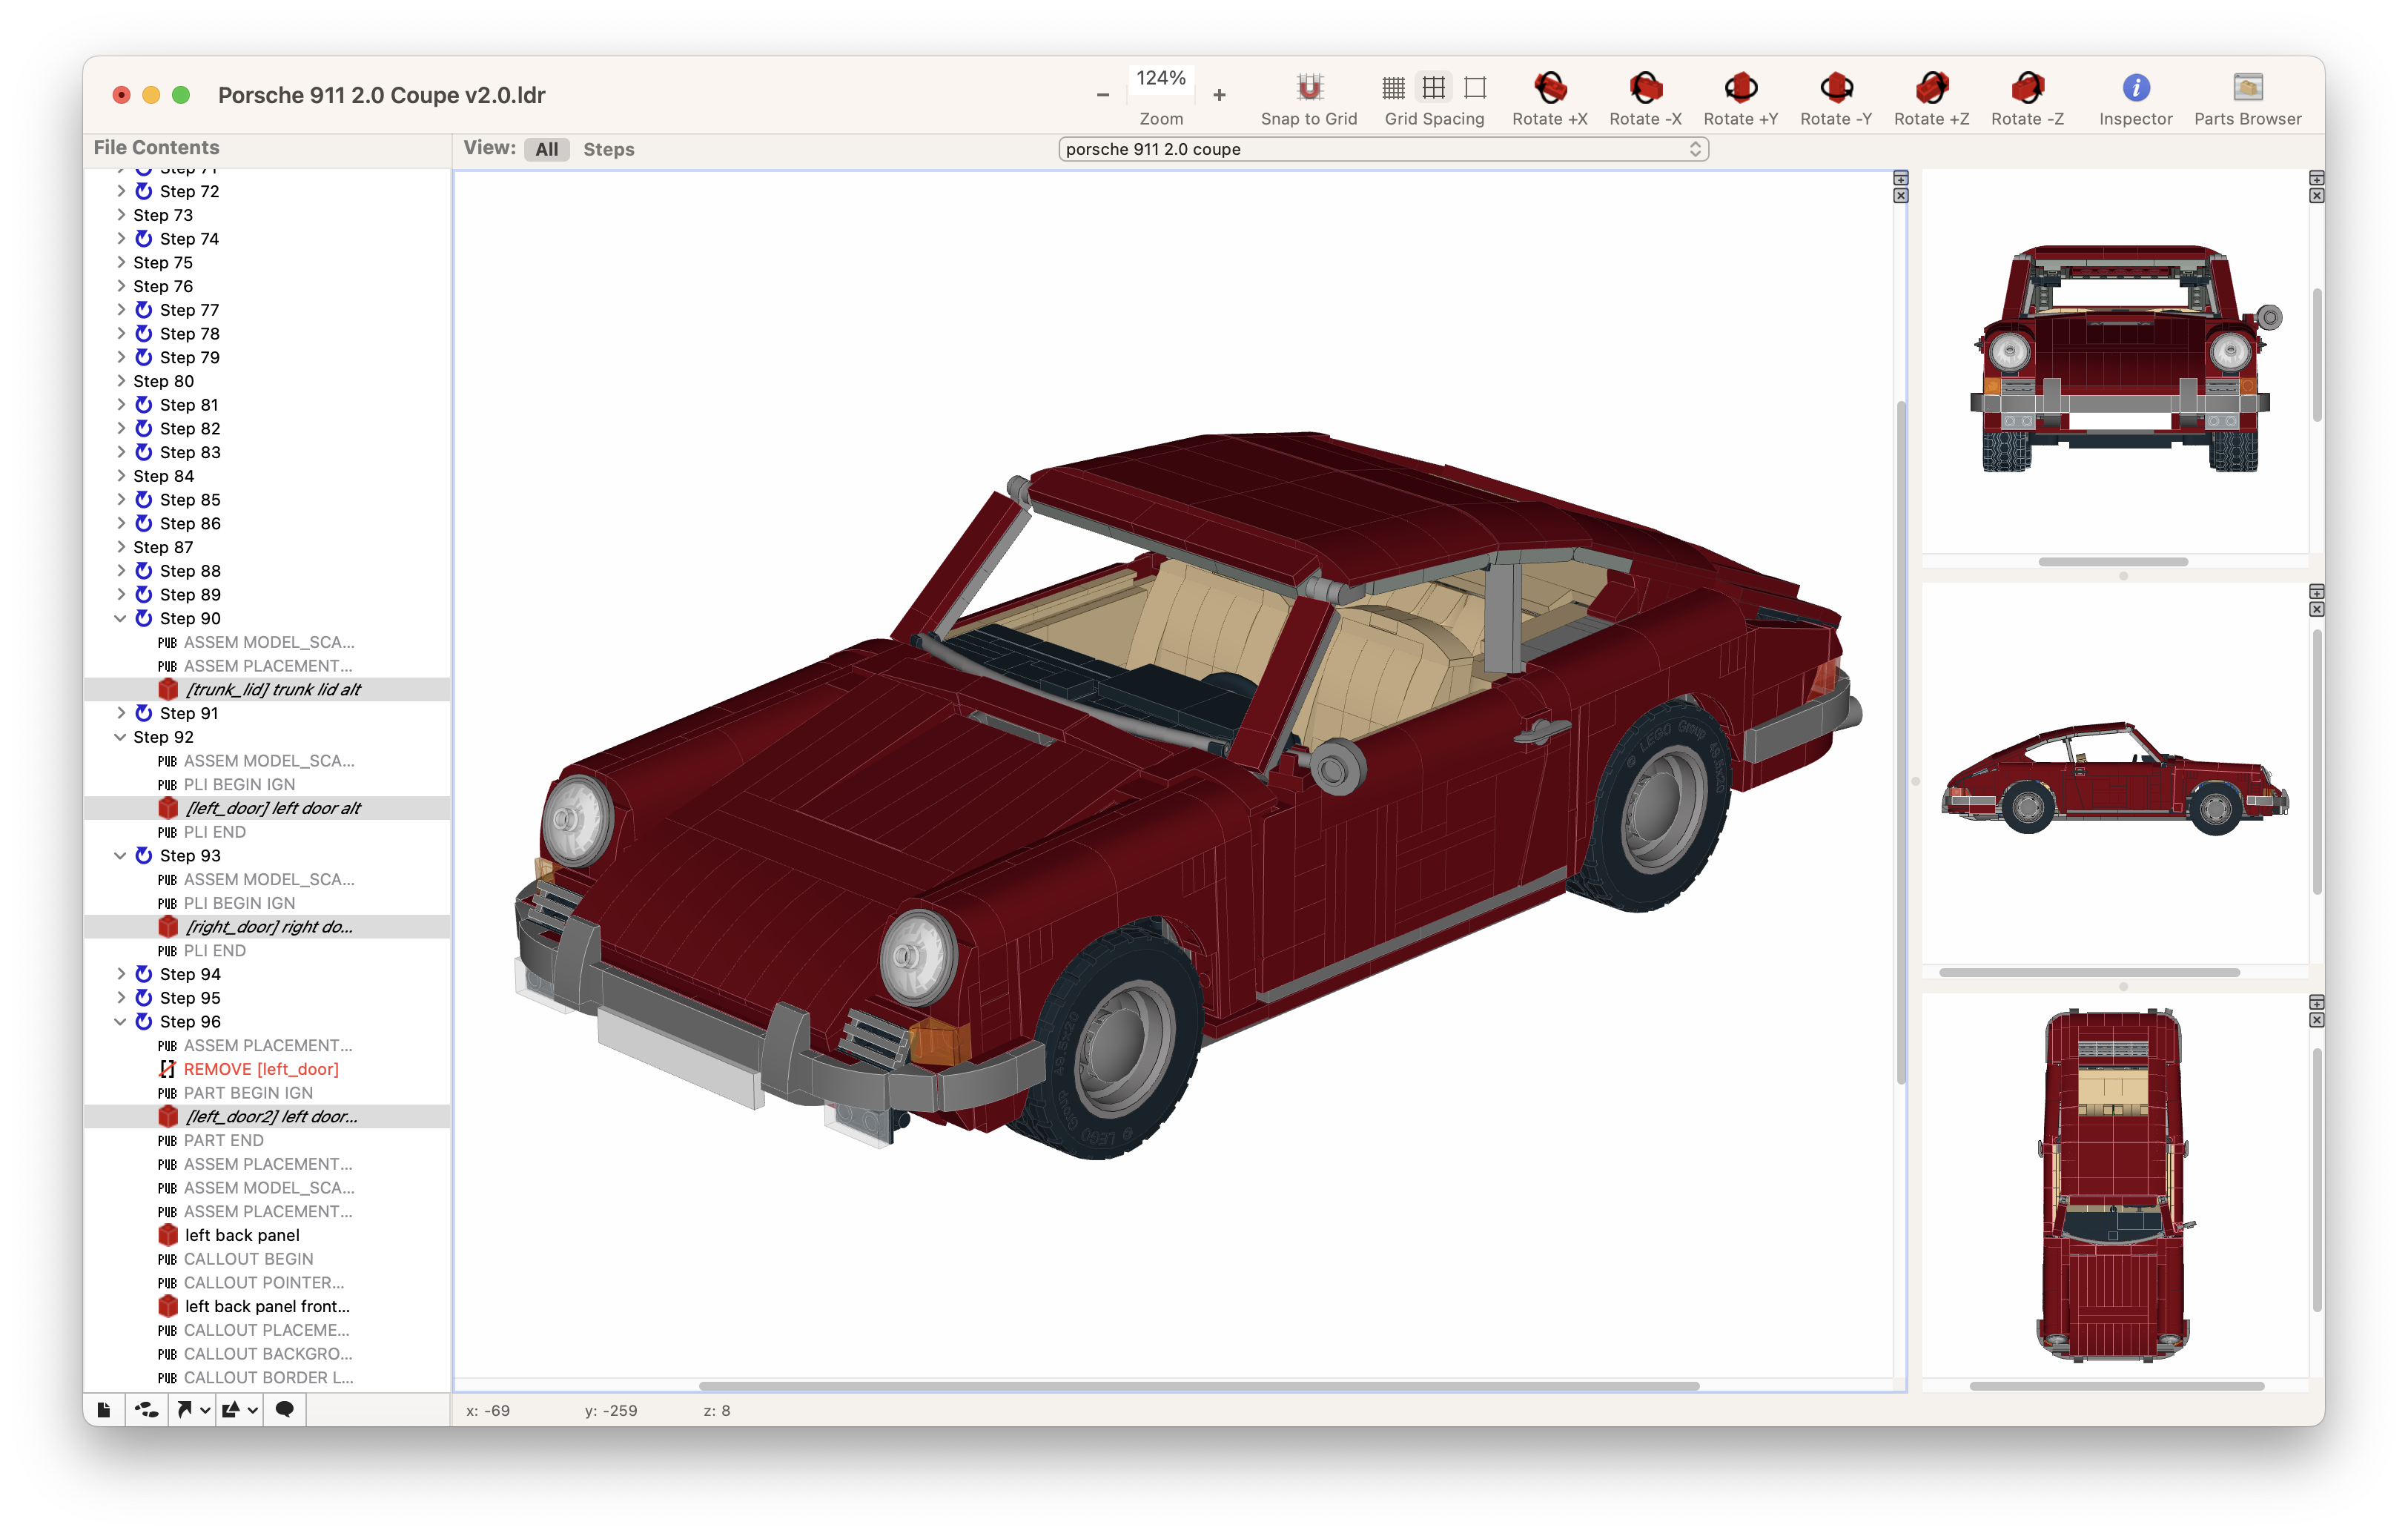 Porsche 911 2.0 Coupe v2.0.ldr
124%
Zoom
Snap to Grid
Grid Spacing
Rotate +X
Rotate -X
Rotate +Y
Rotate -Y
Rotate +Z
Rotate -Z
Inspector
Parts Browser
File Contents
View: All Steps
porsche 911 2.0 coupe
Step 71
Step 72
Step 73
Step 74
Step 75
Step 76
Step 77
Step 78
Step 79
Step 80
Step 81
Step 82
Step 83
Step 84
Step 85
Step 86
Step 87
Step 88
Step 89
Step 90
PUB ASSEM MODEL_SCA...
PUB ASSEM PLACEMENT...
[trunk_lid] trunk lid alt
Step 91
Step 92
PUB ASSEM MODEL_SCA...
PUB PLI BEGIN IGN
[left_door] left door alt
PUB PLI END
Step 93
PUB ASSEM MODEL_SCA...
PUB PLI BEGIN IGN
[right_door] right do...
PUB PLI END
Step 94
Step 95
Step 96
PUB ASSEM PLACEMENT...
REMOVE [left_door]
PUB PART BEGIN IGN
[left_door2] left door...
PUB PART END
PUB ASSEM PLACEMENT...
PUB ASSEM MODEL_SCA...
PUB ASSEM PLACEMENT...
left back panel
PUB CALLOUT BEGIN
PUB CALLOUT POINTER...
left back panel front...
PUB CALLOUT PLACEME...
PUB CALLOUT BACKGRO...
PUB CALLOUT BORDER L...
© LEGO Group
© LEGO Group
x: -69 y: -259 z: 8